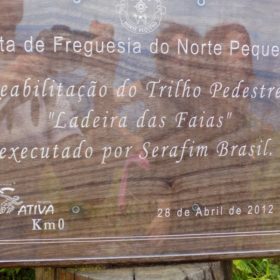 ta de Freguesia do Norte Peque
eabilitação do Trilho Pedestre
"Ladeira das Faias"
executado por Serafim Brasil.
ATIVA
Km0
28 de Abril de 2012